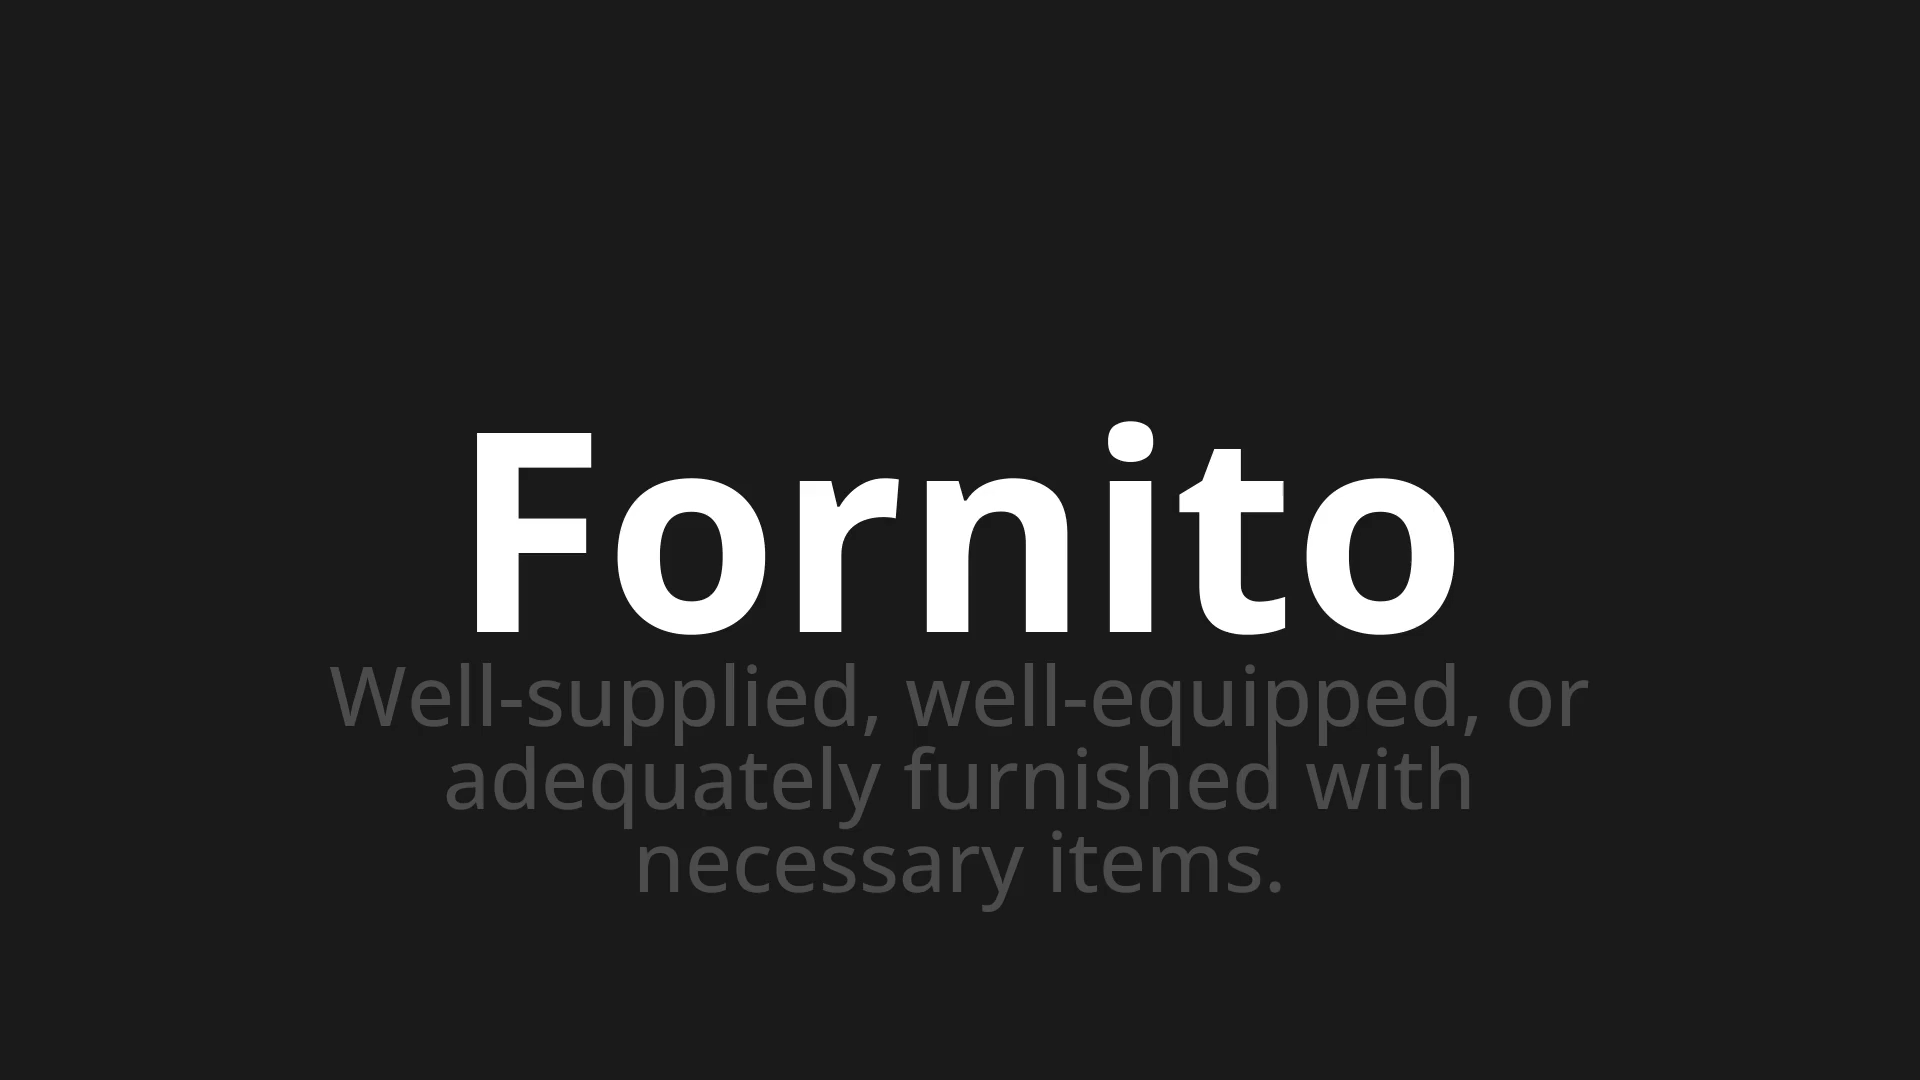 Fornito
Well-supplied, well-equipped, or
adequately furnished with
necessary items.